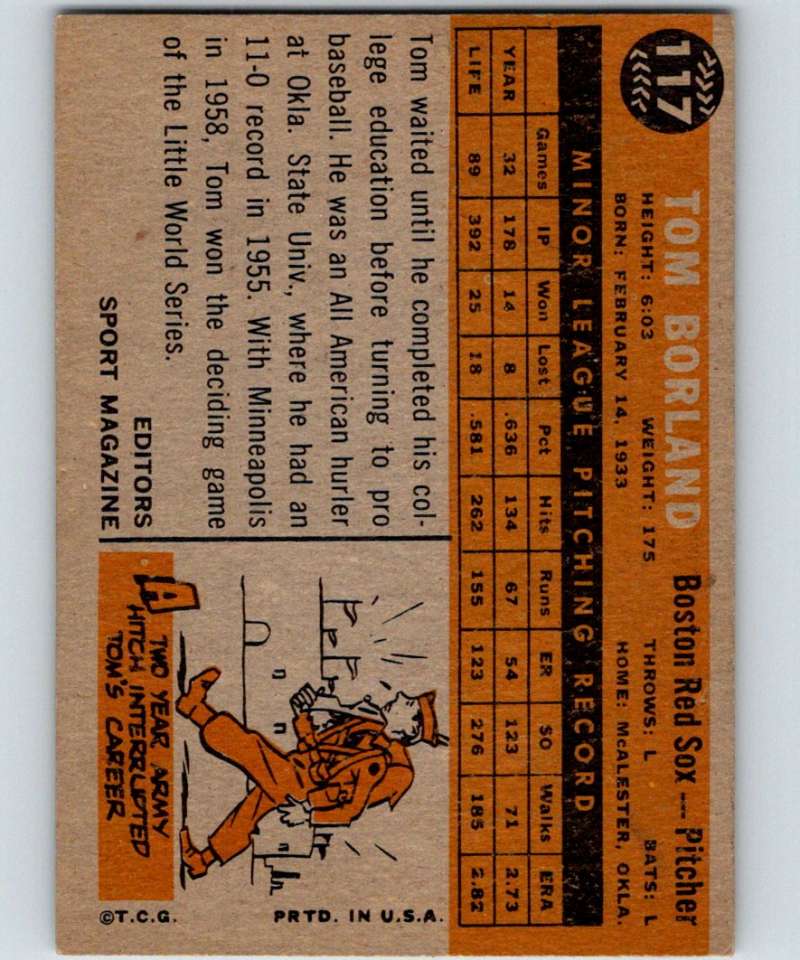 117
TOM BORLAND Boston Red Sox — Pitcher
HEIGHT: 6:03 WEIGHT: 175 THROWS: L BATS: L
BORN: FEBRUARY 14, 1933 HOME: McALESTER, OKLA.
MINOR LEAGUE PITCHING RECORD
Games IP Won Lost Pct Hits Runs ER SO Walks ERA
YEAR 32 178 14 8 .636 134 67 54 123 71 2.73
LIFE 89 392 25 18 .581 262 155 123 276 185 2.82
Tom waited until he completed his col-
lege education before turning to pro
baseball. He was an All American hurler
at Okla. State Univ., where he had an
11-0 record in 1955. With Minneapolis
in 1958, Tom won the deciding game
of the Little World Series.
EDITORS
SPORT MAGAZINE
A TWO YEAR ARMY
HITCH INTERRUPTED
TOM'S CAREER
©T.C.G. PRTD. IN U.S.A.